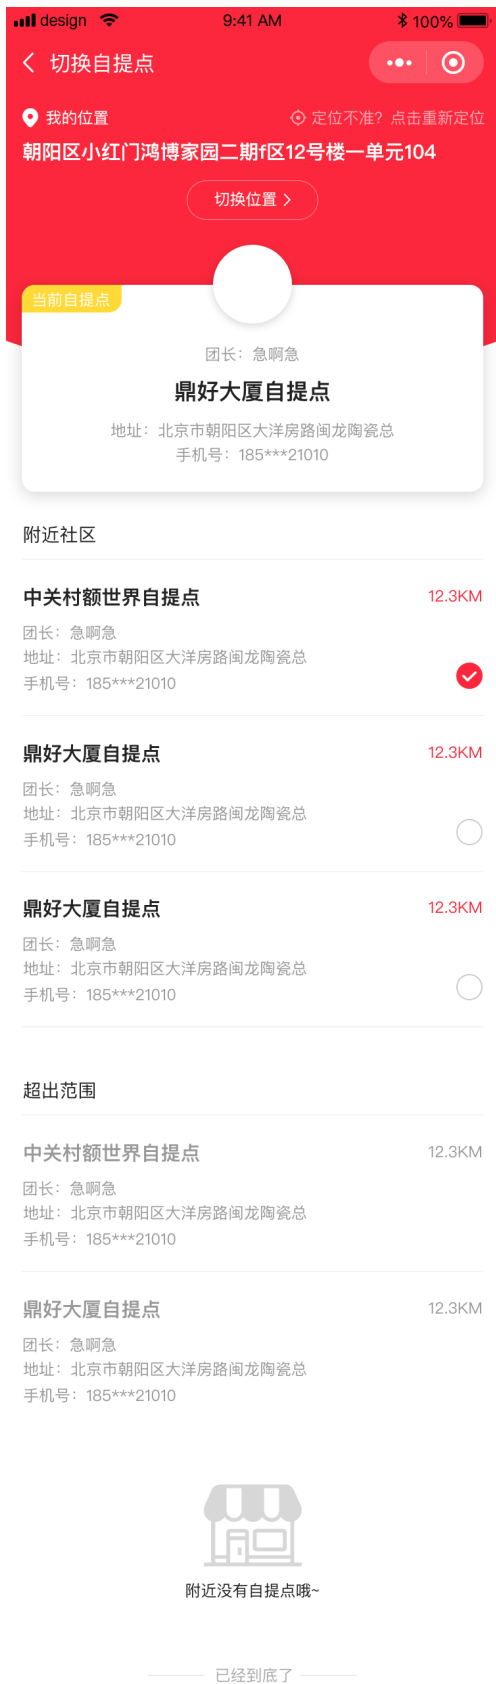 design 9:41 AM 100%
切换自提点
我的位置 定位不准？点击重新定位
朝阳区小红门鸿博家园二期f区12号楼一单元104
切换位置
当前自提点
团长：急啊急
鼎好大厦自提点
地址：北京市朝阳区大洋房路闽龙陶瓷总
手机号：185***21010
附近社区
中关村额世界自提点 12.3KM
团长：急啊急
地址：北京市朝阳区大洋房路闽龙陶瓷总
手机号：185***21010
鼎好大厦自提点 12.3KM
团长：急啊急
地址：北京市朝阳区大洋房路闽龙陶瓷总
手机号：185***21010
鼎好大厦自提点 12.3KM
团长：急啊急
地址：北京市朝阳区大洋房路闽龙陶瓷总
手机号：185***21010
超出范围
中关村额世界自提点 12.3KM
团长：急啊急
地址：北京市朝阳区大洋房路闽龙陶瓷总
手机号：185***21010
鼎好大厦自提点 12.3KM
团长：急啊急
地址：北京市朝阳区大洋房路闽龙陶瓷总
手机号：185***21010
附近没有自提点哦~
已经到底了